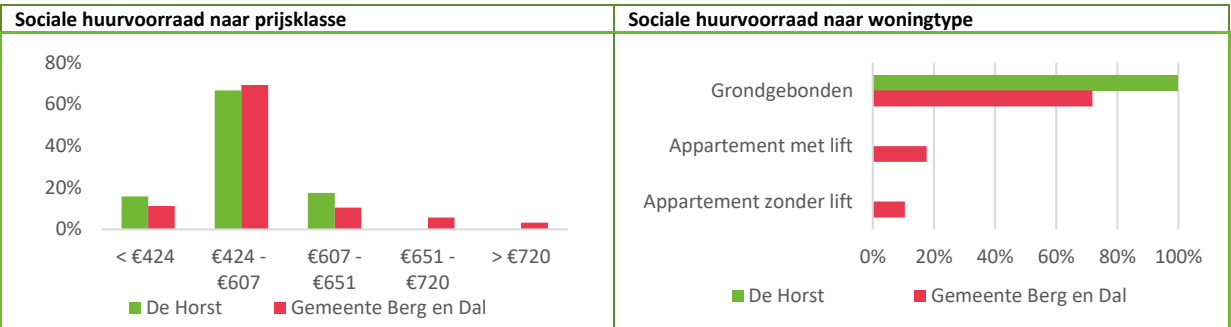 Sociale huurvoorraad naar prijsklasse
80%
60%
40%
20%
0%
< €424
€424 -
€607
€607 -
€651
€651 -
€720
> €720
De Horst
Gemeente Berg en Dal
Sociale huurvoorraad naar woningtype
Grondgebonden
Appartement met lift
Appartement zonder lift
0% 20% 40% 60% 80% 100%
De Horst
Gemeente Berg en Dal